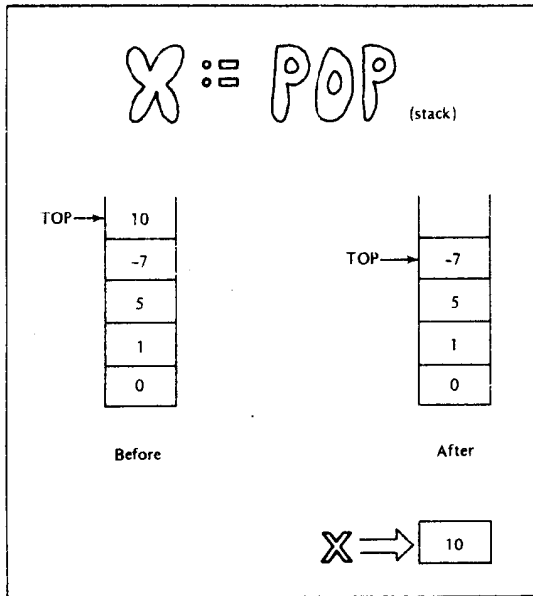 X := POP (stack)
TOP 10
-7
5
1
0
Before
TOP -7
5
1
0
After
X 10